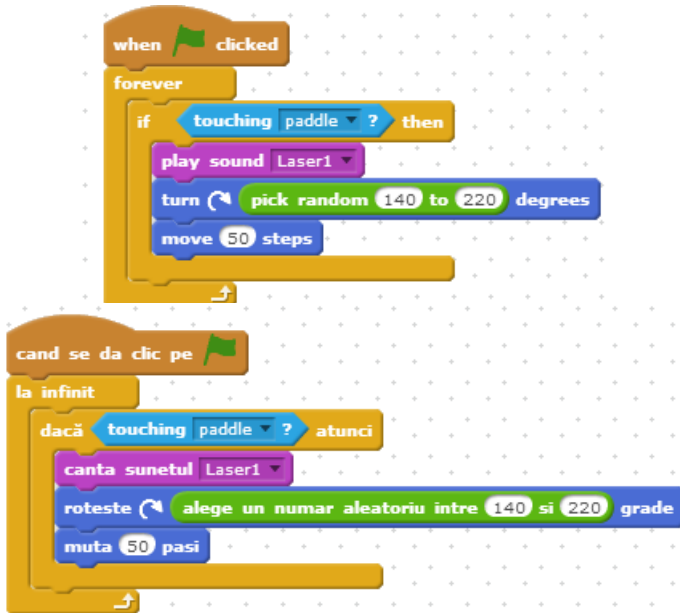 when clicked
forever
if touching paddle ? then
play sound Laser1
turn pick random 140 to 220 degrees
move 50 steps
cand se da clic pe
la infinit
dacă touching paddle ? atunci
canta sunetul Laser1
roteste alege un numar aleatoriu intre 140 si 220 grade
muta 50 pasi